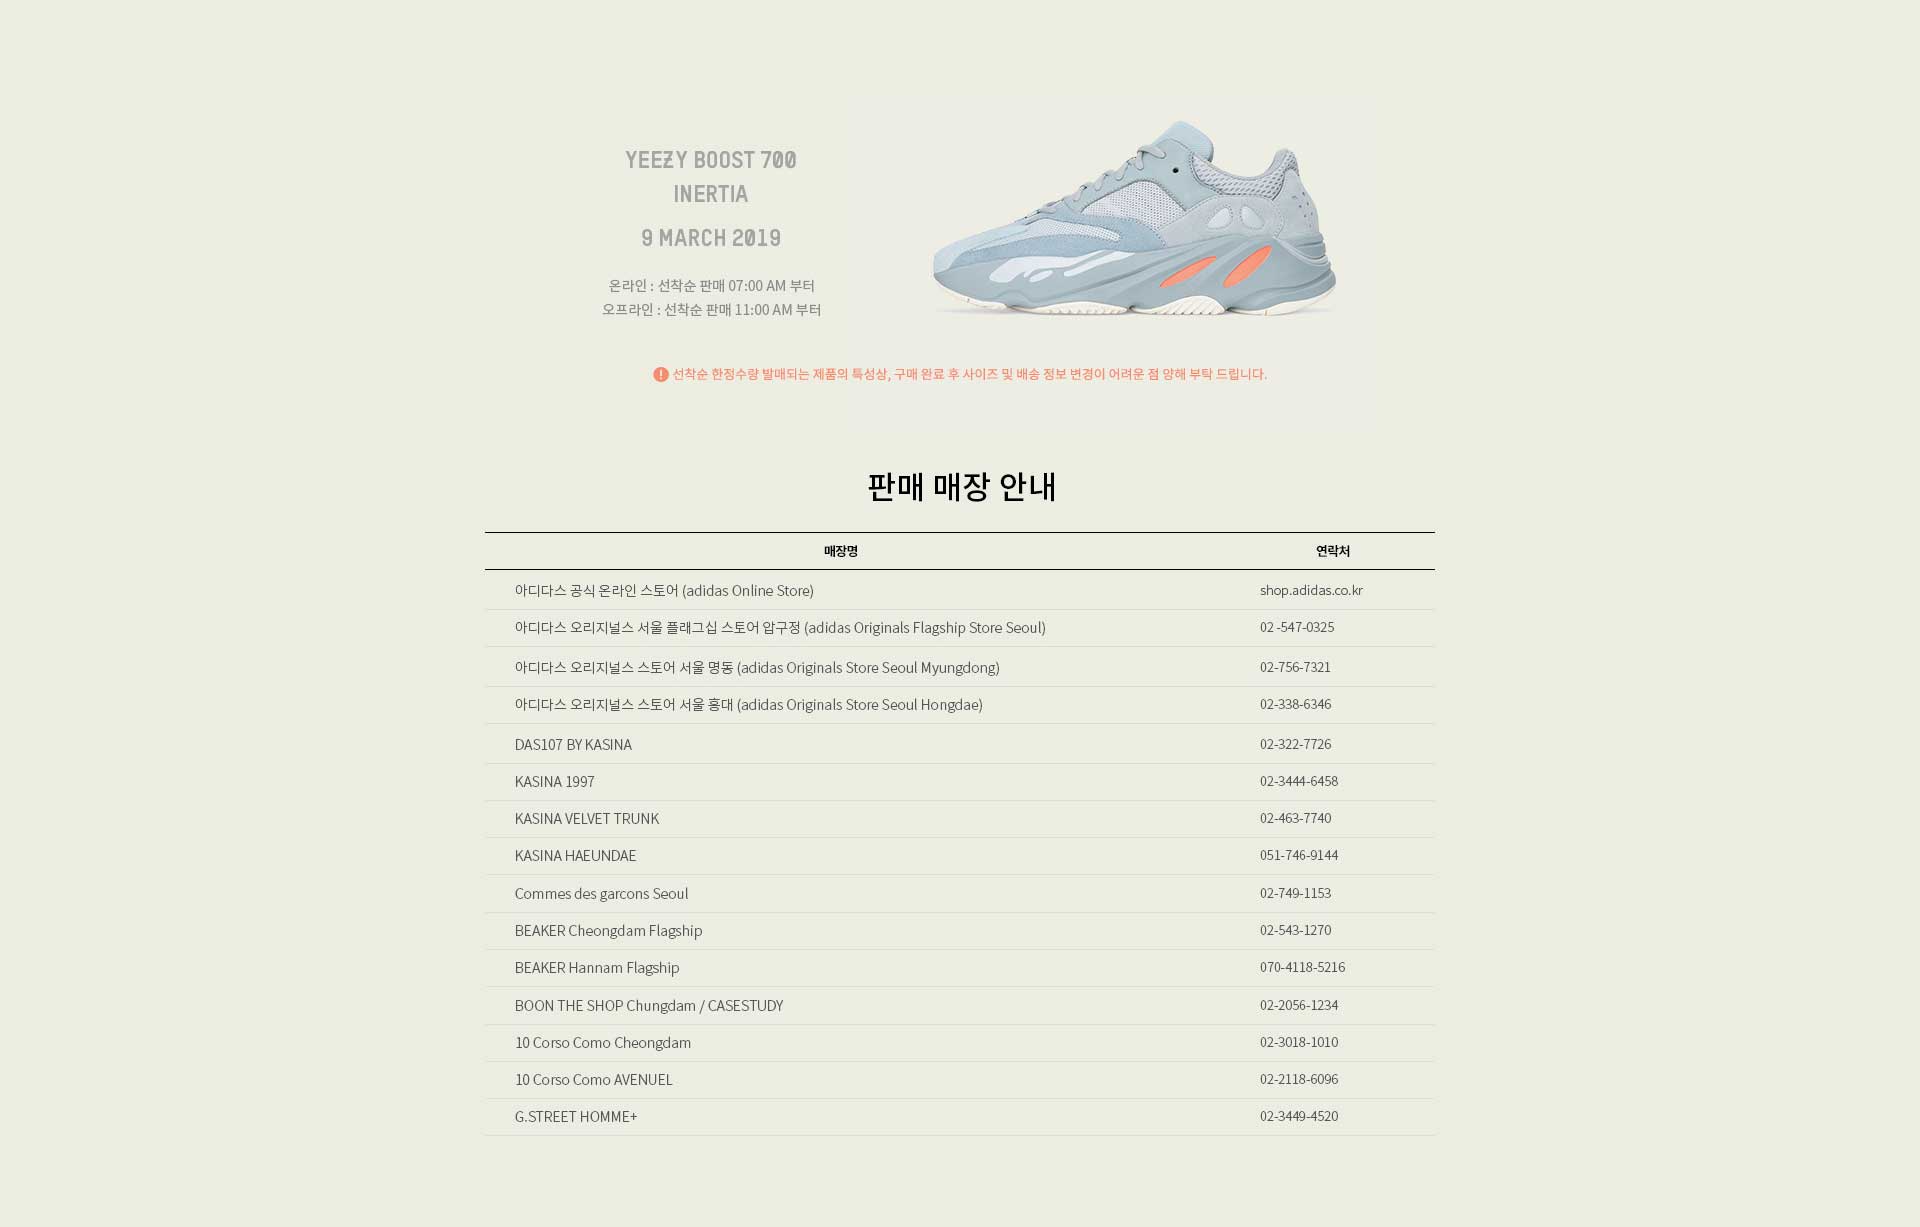 YEEZY BOOST 700
INERTIA
9 MARCH 2019
온라인 : 선착순 판매 07:00 AM 부터
오프라인 : 선착순 판매 11:00 AM 부터
! 선착순 한정수량 발매되는 제품의 특성상, 구매 완료 후 사이즈 및 배송 정보 변경이 어려운 점 양해 부탁 드립니다.
판매 매장 안내
매장명 연락처
아디다스 공식 온라인 스토어 (adidas Online Store) shop.adidas.co.kr
아디다스 오리지널스 서울 플래그십 스토어 압구정 (adidas Originals Flagship Store Seoul) 02 -547-0325
아디다스 오리지널스 스토어 서울 명동 (adidas Originals Store Seoul Myungdong) 02-756-7321
아디다스 오리지널스 스토어 서울 홍대 (adidas Originals Store Seoul Hongdae) 02-338-6346
DAS107 BY KASINA 02-322-7726
KASINA 1997 02-3444-6458
KASINA VELVET TRUNK 02-463-7740
KASINA HAEUNDAE 051-746-9144
Commes des garcons Seoul 02-749-1153
BEAKER Cheongdam Flagship 02-543-1270
BEAKER Hannam Flagship 070-4118-5216
BOON THE SHOP Chungdam / CASESTUDY 02-2056-1234
10 Corso Como Cheongdam 02-3018-1010
10 Corso Como AVENUEL 02-2118-6096
G.STREET HOMME+ 02-3449-4520